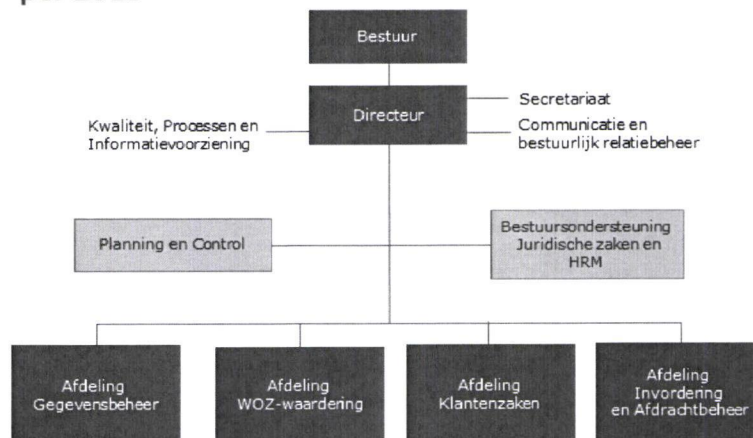 Bestuur
Directeur
Secretariaat
Kwaliteit, Processen en
Informatievoorziening
Communicatie en
bestuurlijk relatiebeheer
Planning en Control
Bestuursondersteuning
Juridische zaken en
HRM
Afdeling
Gegevensbeheer
Afdeling
WOZ-waardering
Afdeling
Klantenzaken
Afdeling
Invordering
en Afdrachtbeheer